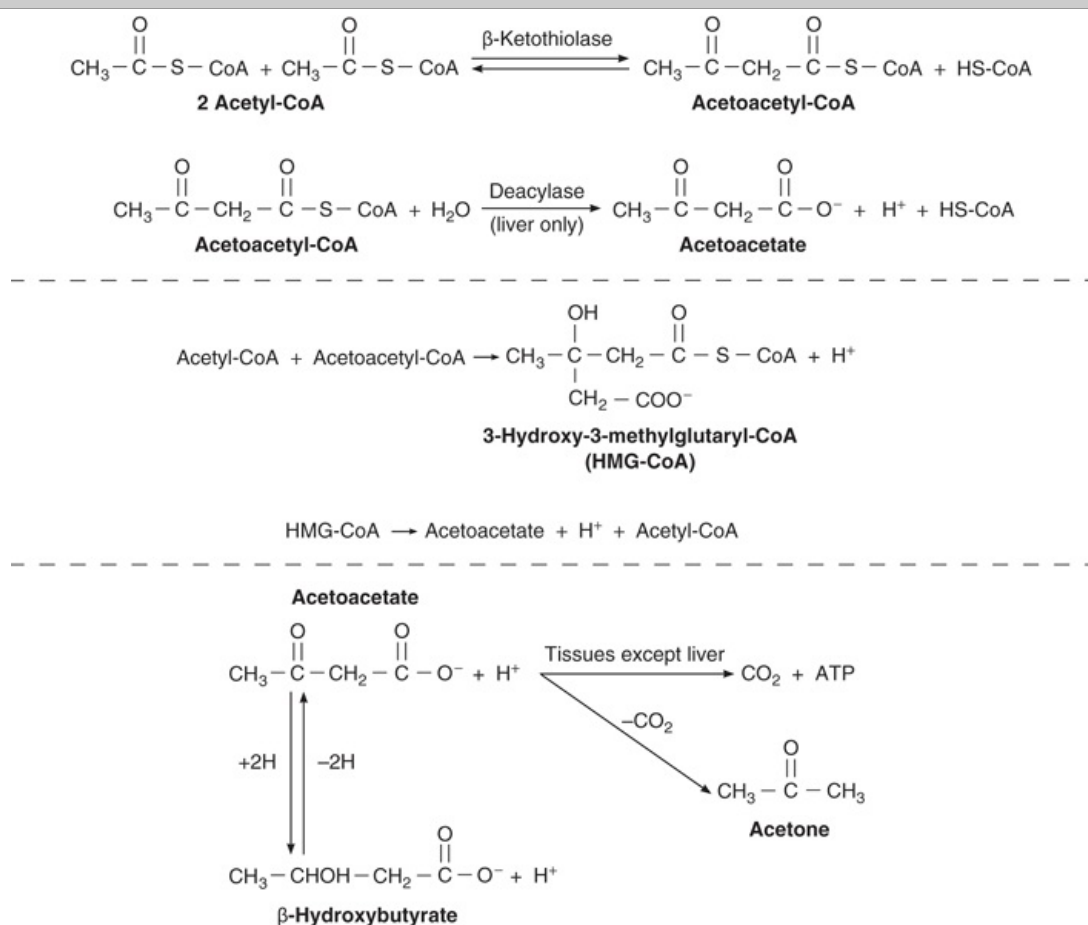 O O O O
|| || β-Ketothiolase || ||
CH₃ – C – S – CoA + CH₃ – C – S – CoA CH₃ – C – CH₂ – C – S – CoA + HS-CoA
2 Acetyl-CoA Acetoacetyl-CoA
O O O O
|| || Deacylase || ||
CH₃ – C – CH₂ – C – S – CoA + H₂O (liver only) CH₃ – C – CH₂ – C – O⁻ + H⁺ + HS-CoA
Acetoacetyl-CoA Acetoacetate
OH O
| ||
Acetyl-CoA + Acetoacetyl-CoA → CH₃ – C – CH₂ – C – S – CoA + H⁺
|
CH₂ – COO⁻
3-Hydroxy-3-methylglutaryl-CoA
(HMG-CoA)
HMG-CoA → Acetoacetate + H⁺ + Acetyl-CoA
Acetoacetate
O O
|| || Tissues except liver
CH₃ – C – CH₂ – C – O⁻ + H⁺ CO₂ + ATP
–CO₂
O
+2H –2H ||
CH₃ – C – CH₃
Acetone
O
||
CH₃ – CHOH – CH₂ – C – O⁻ + H⁺
β-Hydroxybutyrate